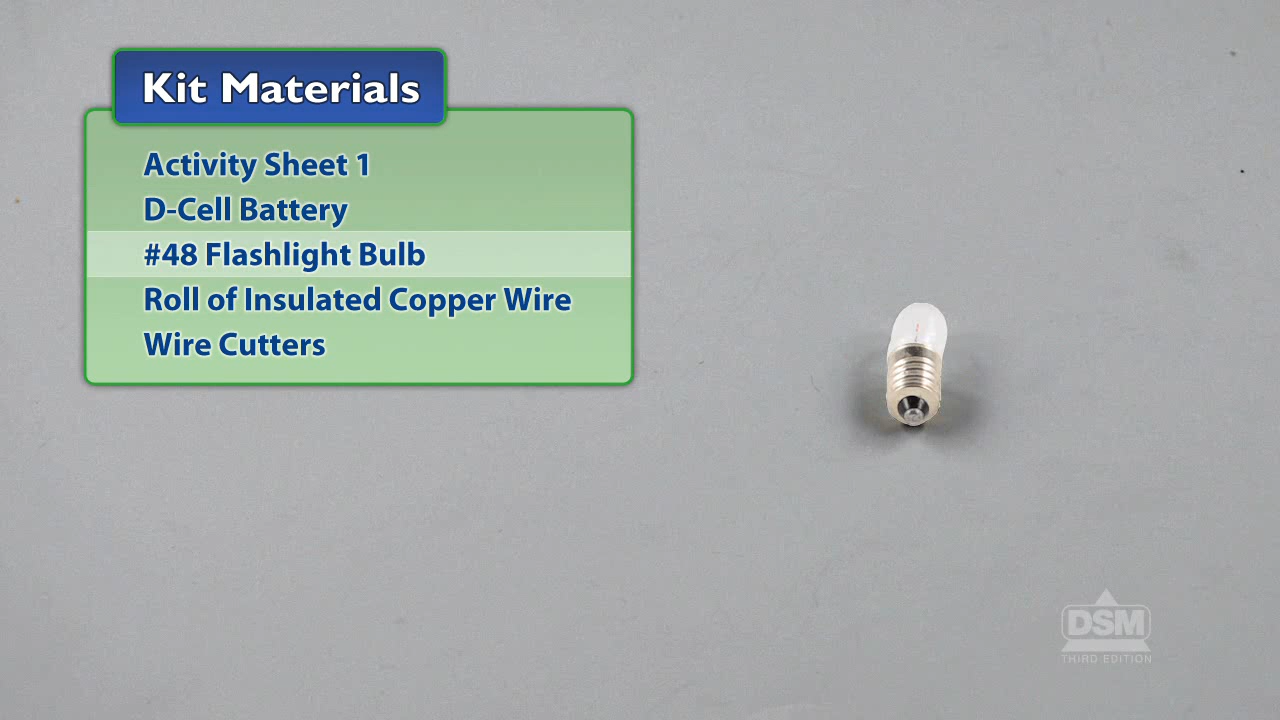 Kit Materials
Activity Sheet 1
D-Cell Battery
#48 Flashlight Bulb
Roll of Insulated Copper Wire
Wire Cutters
DSM
THIRD EDITION